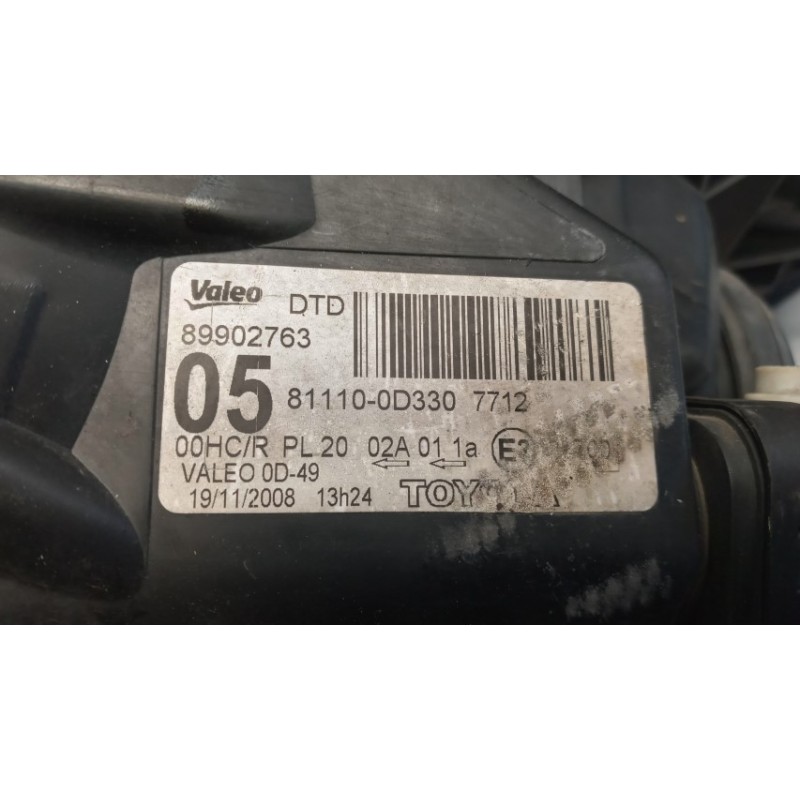 Valeo DTD
89902763
05 81110-0D330 7712
00HC/R PL 20 02A 01 1a
VALEO 0D-49
19/11/2008 13h24